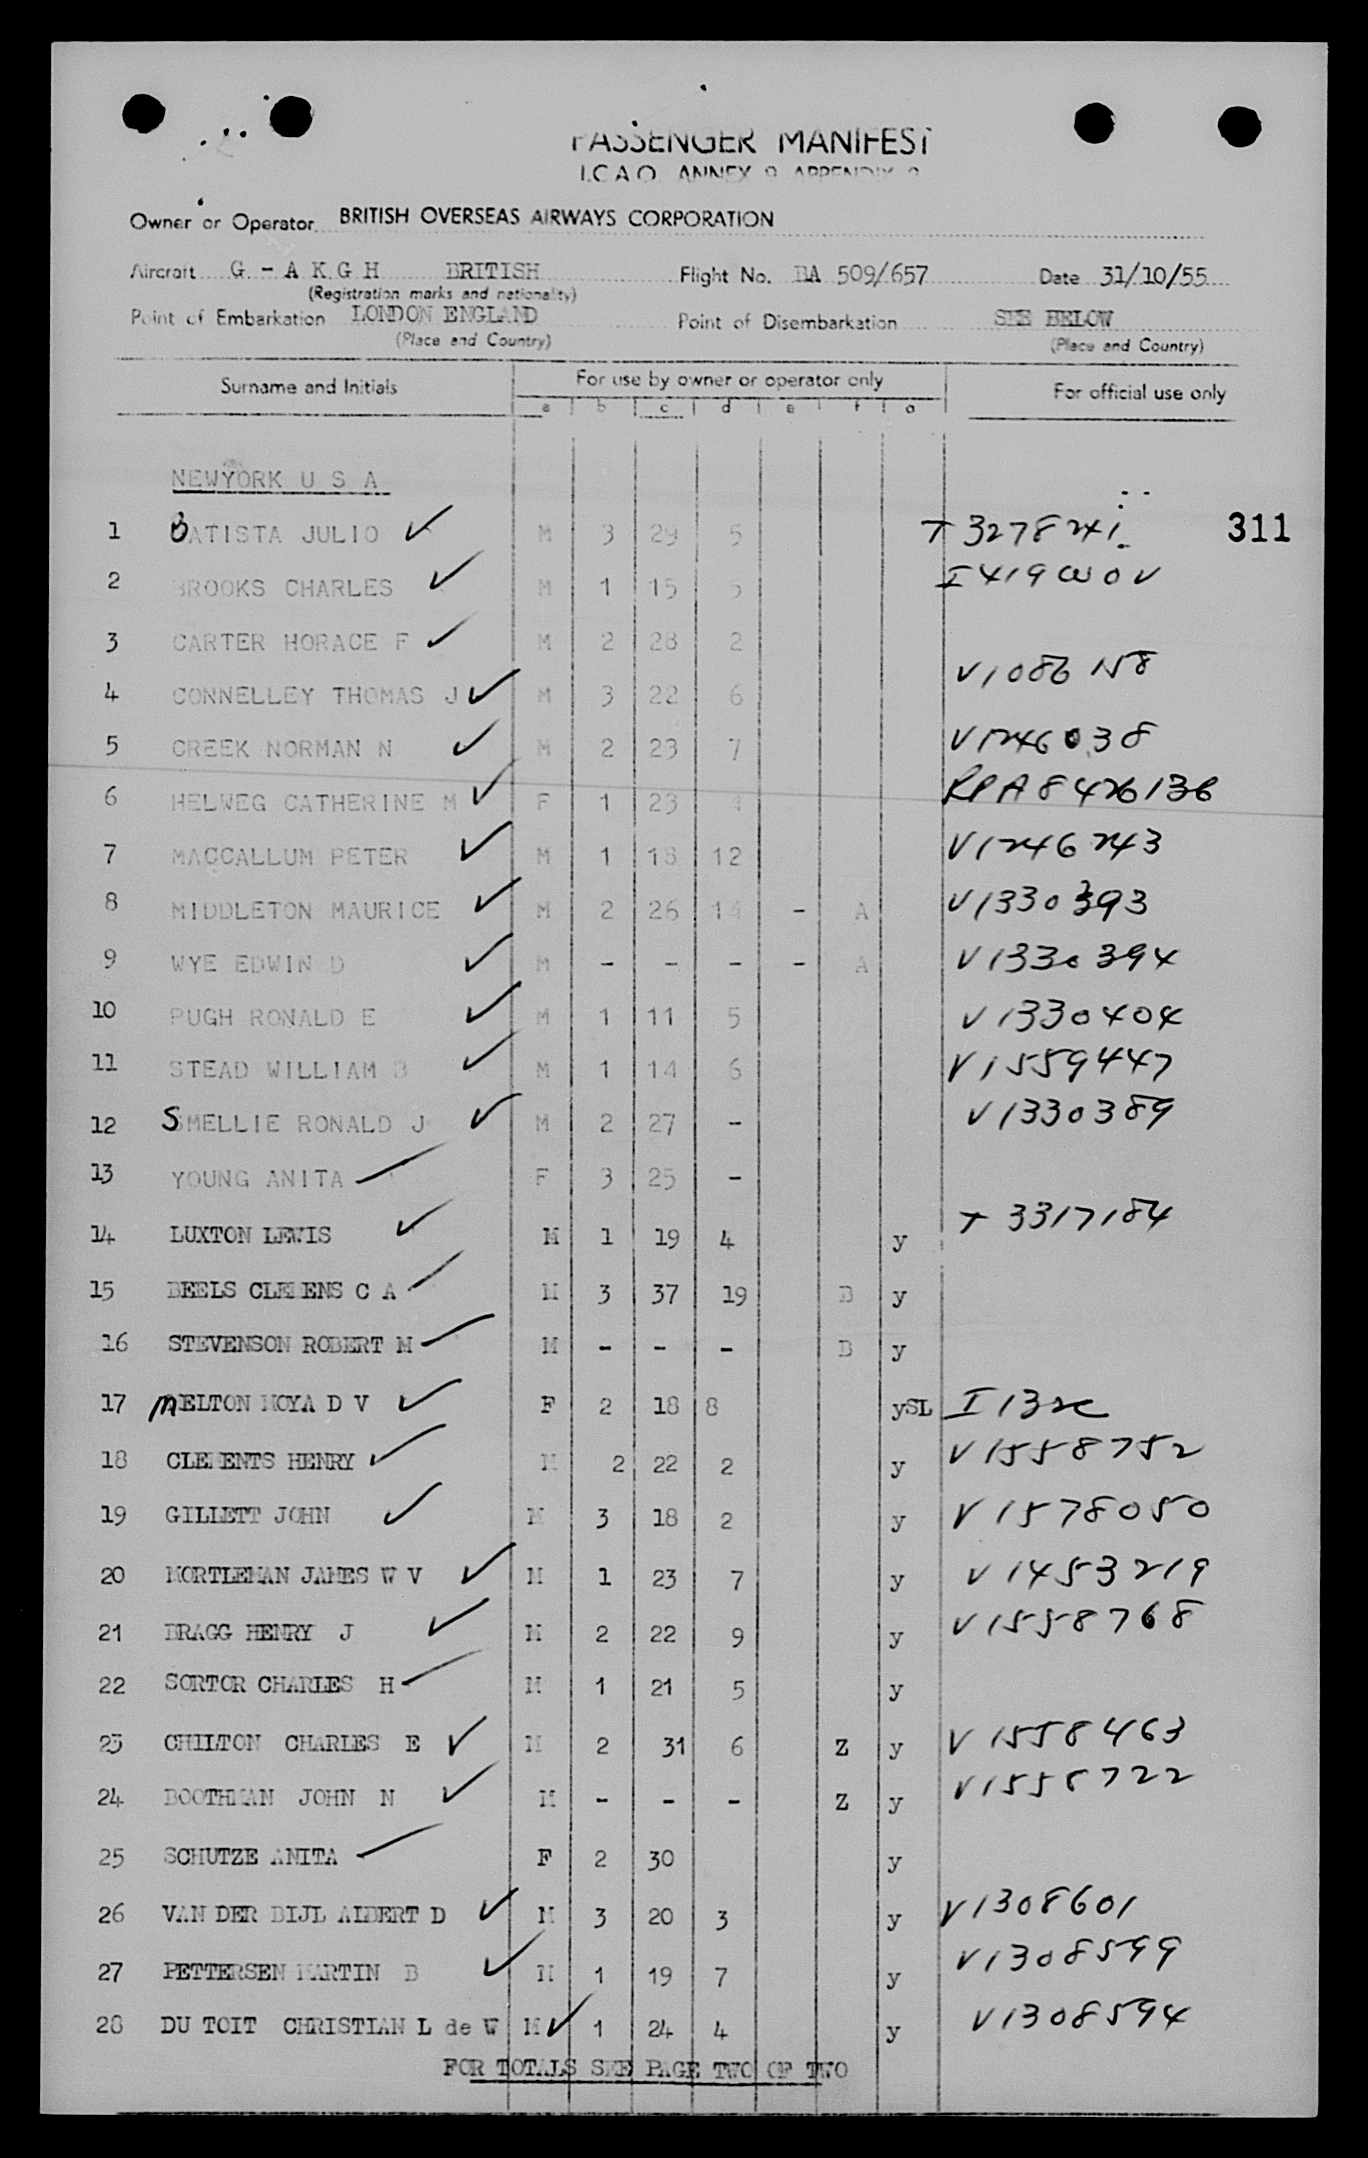 PASSENGER MANIFEST
I.C.A.O. ANNEX 9 APPENDIX 2
Owner or Operator BRITISH OVERSEAS AIRWAYS CORPORATION
Aircraft G - A K G H BRITISH Flight No. BA 509/657 Date 31/10/55
(Registration marks and nationality)
Point of Embarkation LONDON ENGLAND Point of Disembarkation SEE BELOW
(Place and Country) (Place and Country)
Surname and Initials For use by owner or operator only For official use only
a b c d e f g
NEWYORK U S A
1 BATISTA JULIO M 3 29 5 T 3278241 311
2 BROOKS CHARLES M 1 15 5
3 CARTER HORACE F M 2 28 2
4 CONNELLEY THOMAS J M 3 22 6 V1086158
5 CREEK NORMAN N M 2 23 7 V1246038
6 HELWEG CATHERINE M F 1 23 4
7 MACCALLUM PETER M 1 18 12 V1246243
8 MIDDLETON MAURICE M 2 26 14 - A V1330393
9 WYE EDWIN D M - - - - A V1330394
10 PUGH RONALD E M 1 11 5 V1330404
11 STEAD WILLIAM B M 1 14 6 V1559447
12 SMELLIE RONALD J M 2 27 - V1330389
13 YOUNG ANITA F 3 25 -
14 LUXTON LEWIS M 1 19 4 y T 3317184
15 BEELS CLEMENS C A M 3 37 19 B y
16 STEVENSON ROBERT M M - - - B y
17 MELTON MOYA D V F 2 18 8 ySL
18 CLEMENTS HENRY M 2 22 2 y V1558752
19 GILLETT JOHN M 3 18 2 y V1578050
20 MORTLEMAN JAMES W V M 1 23 7 y V1453219
21 BRAGG HENRY J M 2 22 9 y V1558768
22 SORTOR CHARLES H M 1 21 5 y
23 CHILTON CHARLES E M 2 31 6 Z y V1558463
24 BOOTHMAN JOHN N M - - - Z y V1558722
25 SCHUTZE ANITA F 2 30 y
26 VAN DER BIJL ALBERT D M 3 20 3 y V1308601
27 PETTERSEN MARTIN B M 1 19 7 y V1308599
28 DU TOIT CHRISTIAN L de W M 1 24 4 y V1308594
FOR TOTALS SEE PAGE TWO OF TWO